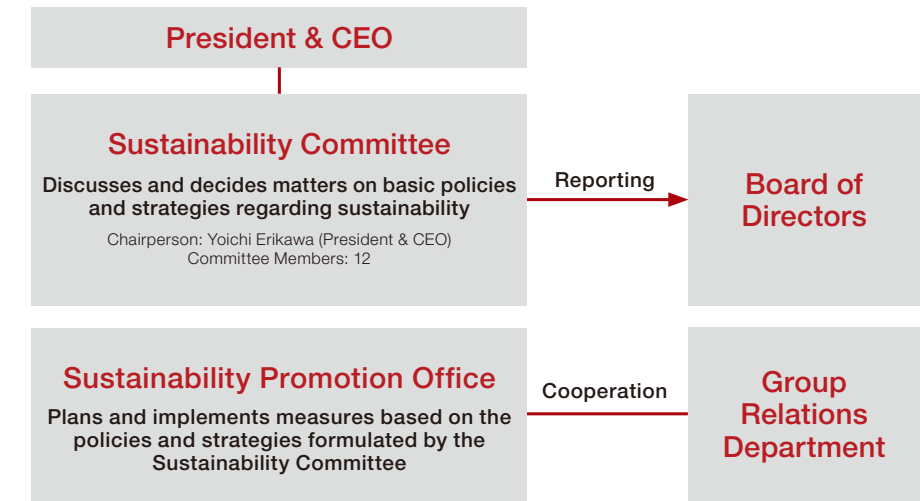 President & CEO
Sustainability Committee
Discusses and decides matters on basic policies
and strategies regarding sustainability
Chairperson: Yoichi Erikawa (President & CEO)
Committee Members: 12
Reporting
Board of
Directors
Sustainability Promotion Office
Plans and implements measures based on the
policies and strategies formulated by the
Sustainability Committee
Cooperation
Group
Relations
Department